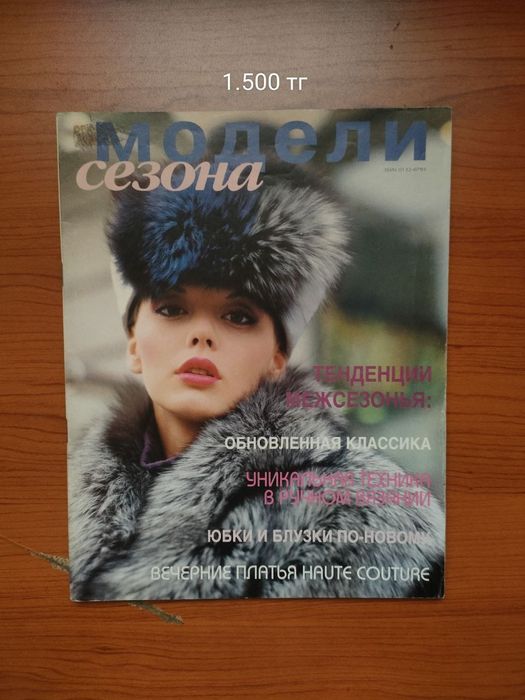 1.500 тг
модели
сезона
ТЕНДЕНЦИИ
МЕЖСЕЗОНЬЯ:
ОБНОВЛЕННАЯ КЛАССИКА
УНИКАЛЬНАЯ ТЕХНИКА
В РУЧНОМ ВЯЗАНИИ
ЮБКИ И БЛУЗКИ ПО-НОВОМУ
ВЕЧЕРНИЕ ПЛАТЬЯ HAUTE COUTURE